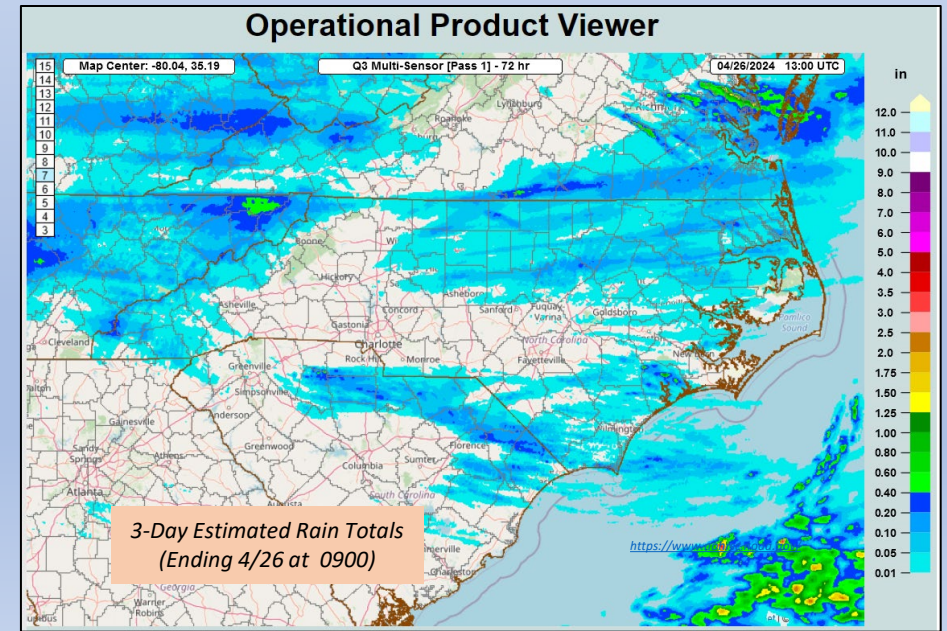 Operational Product Viewer
Map Center: -80.04, 35.19
Q3 Multi-Sensor [Pass 1] - 72 hr
04/26/2024 13:00 UTC
in
15
14
13
12
11
10
9
8
7
6
5
4
3
12.0
11.0
10.0
9.0
8.0
7.0
6.0
5.0
4.0
3.5
3.0
2.5
2.0
1.75
1.50
1.25
1.00
0.80
0.60
0.40
0.20
0.10
0.05
0.01
Lynchburg
Roanoke
Boone
Hickory
Asheville
Asheboro
Concord
Sanford
Fuquay-
Varina
Goldsboro
Gastonia
Charlotte
North Carolina
Pamlico
Sound
Cleveland
Rock Hill
Monroe
Fayetteville
Greenville
Simpsonville
Anderson
Gainesville
Wilmington
Sandy
Springs
Athens
Greenwood
Florence
Columbia
Sumter
Atlanta
South Carolina
Augusta
3-Day Estimated Rain Totals
(Ending 4/26 at 0900)
Charleston
Georgia
Warner
Robins